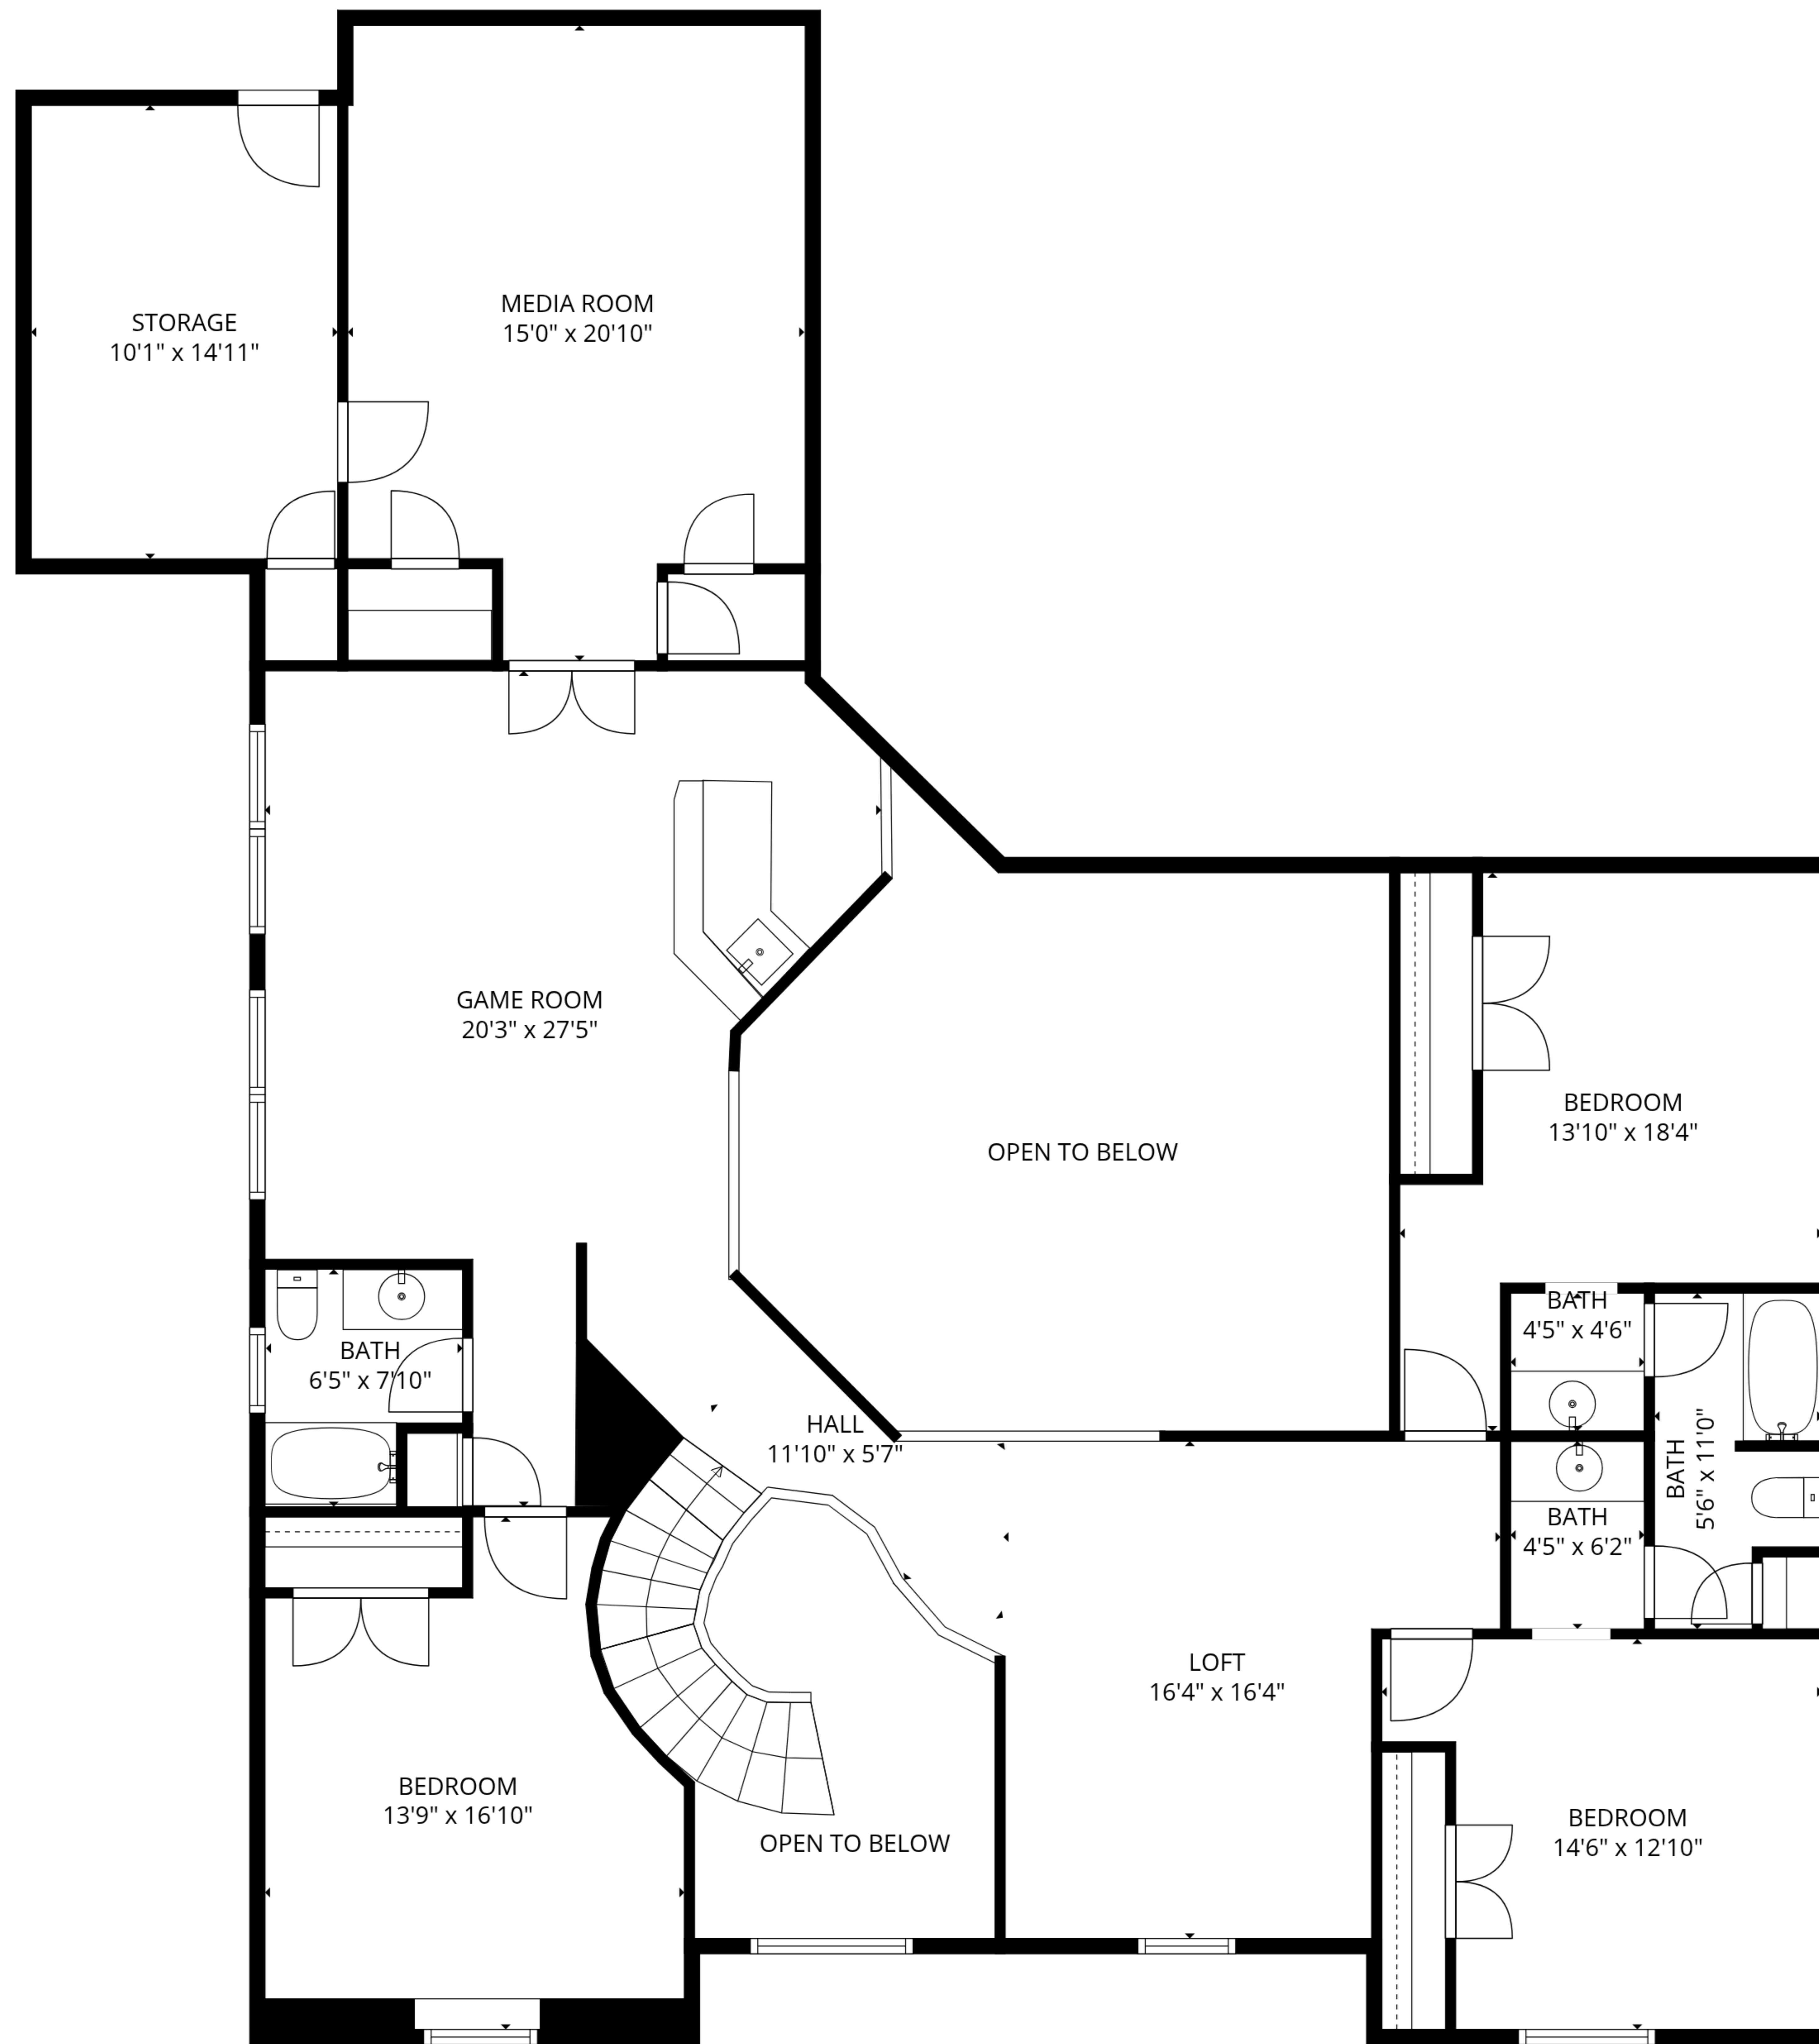 MEDIA ROOM
15'0" x 20'10"
STORAGE
10'1" x 14'11"
GAME ROOM
20'3" x 27'5"
BEDROOM
13'10" x 18'4"
OPEN TO BELOW
BATH
4'5" x 4'6"
BATH
6'5" x 7'10"
HALL
11'10" x 5'7"
BATH
5'6" x 11'0"
BATH
4'5" x 6'2"
LOFT
16'4" x 16'4"
BEDROOM
13'9" x 16'10"
OPEN TO BELOW
BEDROOM
14'6" x 12'10"